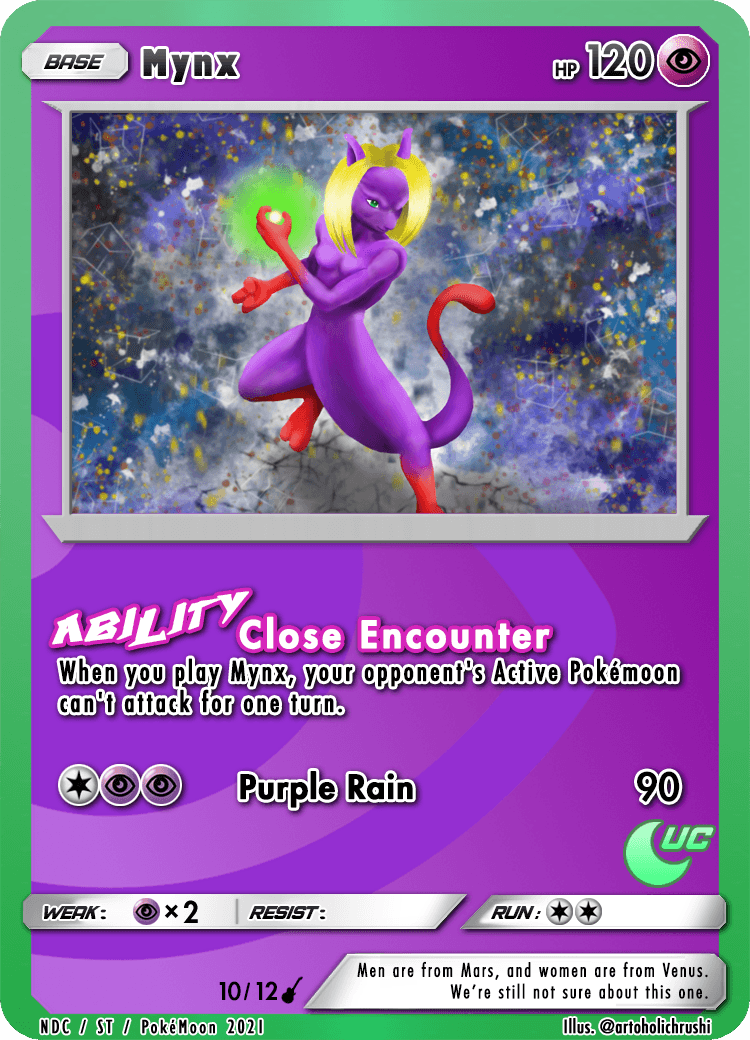 BASE Mynx HP 120
ABILITY Close Encounter
When you play Mynx, your opponent's Active Pokémoon
can't attack for one turn.
Purple Rain 90
UC
WEAK: ×2 RESIST: RUN:
10/12
Men are from Mars, and women are from Venus.
We're still not sure about this one.
NDC / ST / PokéMoon 2021 Illus. @artoholichrushi